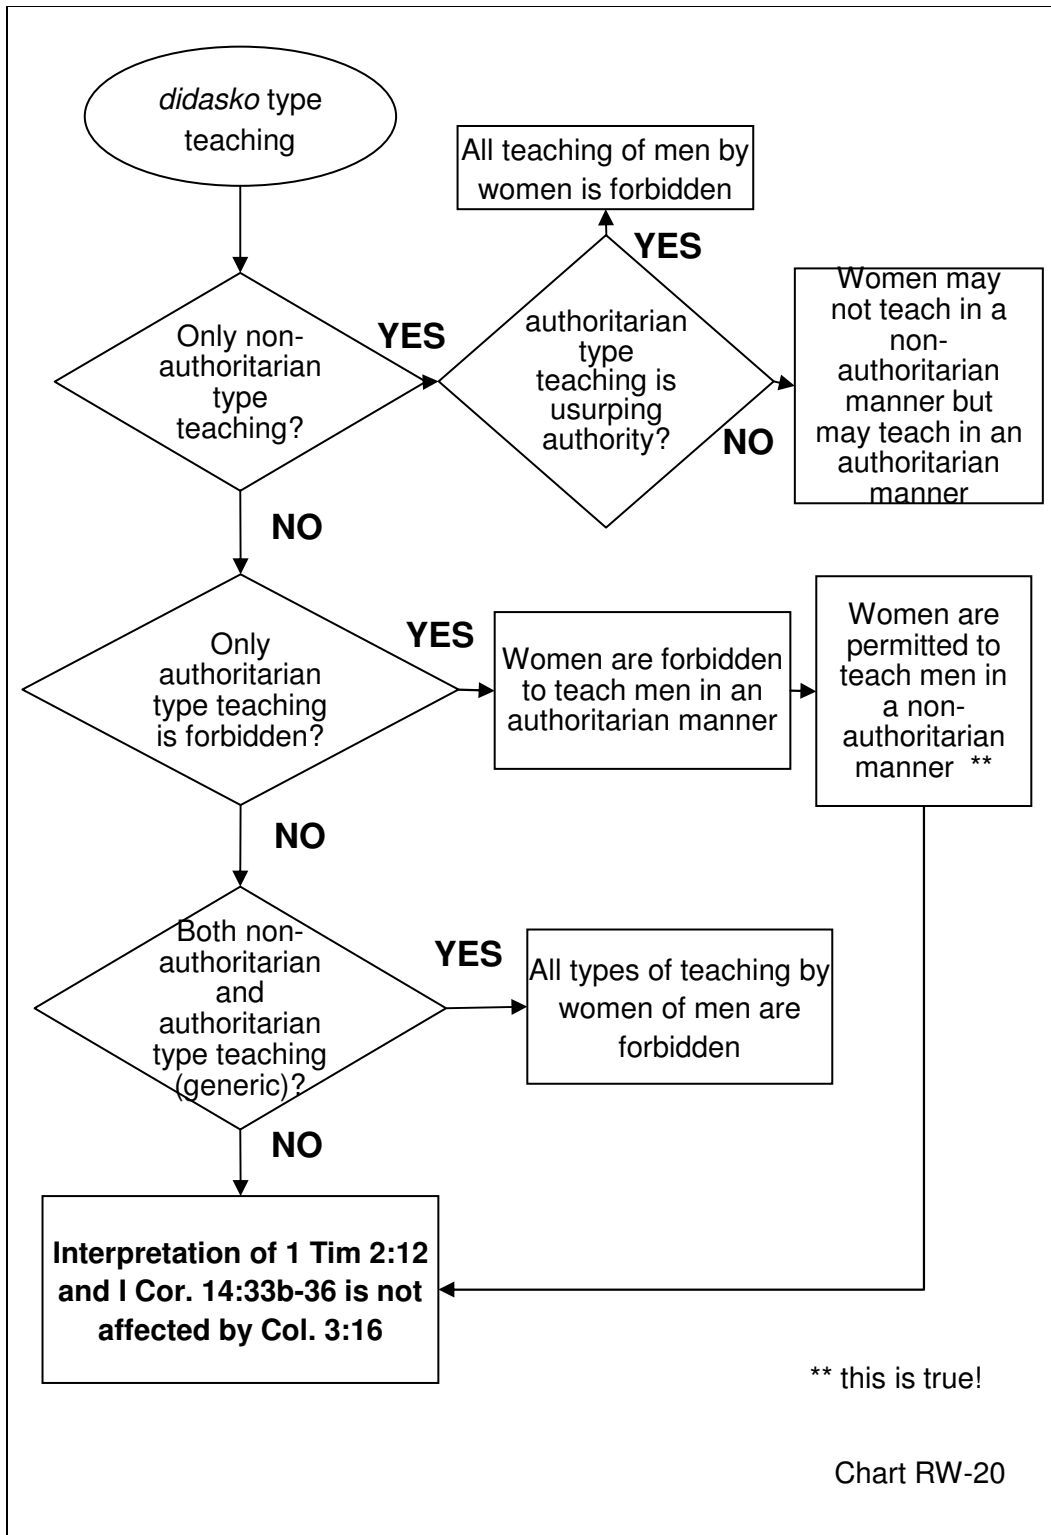 didasko type
teaching
All teaching of men by
women is forbidden
YES
Only non-
authoritarian
type
teaching?
YES
authoritarian
type
teaching is
usurping
authority?
NO
Women may
not teach in a
non-
authoritarian
manner but
may teach in an
authoritarian
manner
NO
Only
authoritarian
type teaching
is forbidden?
YES
Women are forbidden
to teach men in an
authoritarian manner
Women are
permitted to
teach men in
a non-
authoritarian
manner **
NO
Both non-
authoritarian
and
authoritarian
type teaching
(generic)?
YES
All types of teaching by
women of men are
forbidden
NO
Interpretation of 1 Tim 2:12
and I Cor. 14:33b-36 is not
affected by Col. 3:16
** this is true!
Chart RW-20